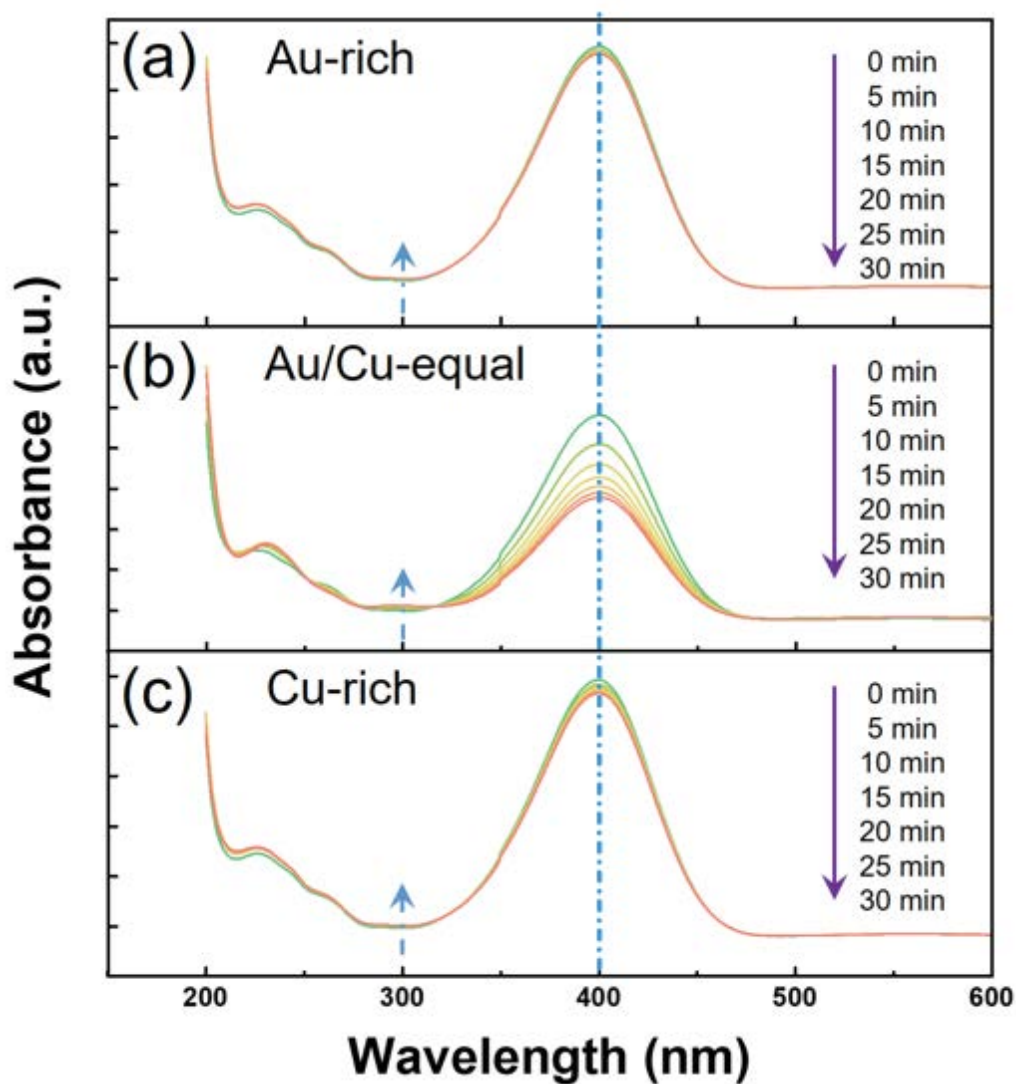 Absorbance (a.u.)
(a) Au-rich
0 min
5 min
10 min
15 min
20 min
25 min
30 min
(b) Au/Cu-equal
0 min
5 min
10 min
15 min
20 min
25 min
30 min
(c) Cu-rich
0 min
5 min
10 min
15 min
20 min
25 min
30 min
200 300 400 500 600
Wavelength (nm)